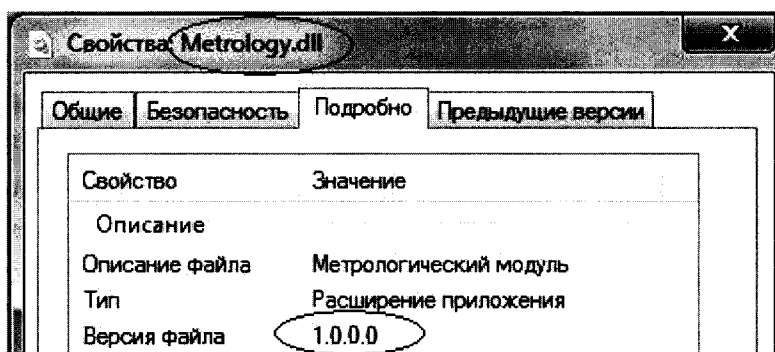 Свойства: Metrology.dll
X
Общие Безопасность Подробно Предыдущие версии
Свойство Значение
Описание
Описание файла Метрологический модуль
Тип Расширение приложения
Версия файла 1.0.0.0